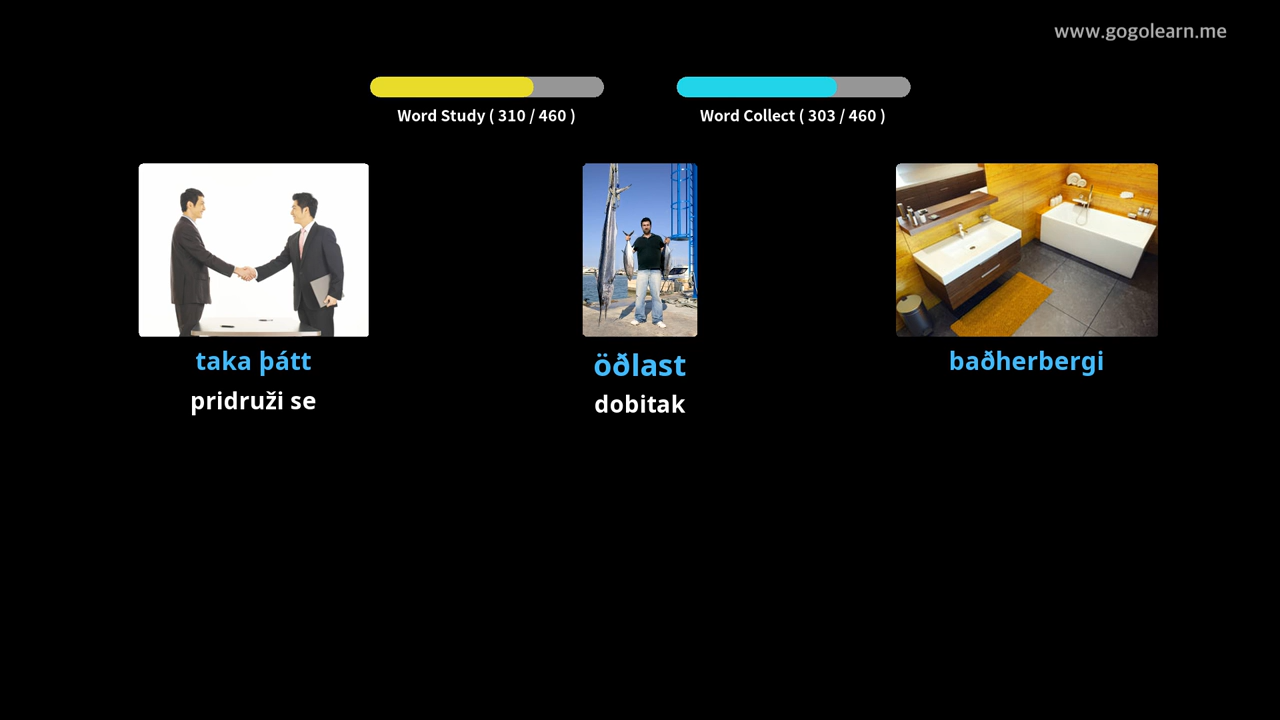 www.gogolearn.me
Word Study ( 310 / 460 )
Word Collect ( 303 / 460 )
taka þátt
pridruži se
öðlast
dobitak
baðherbergi